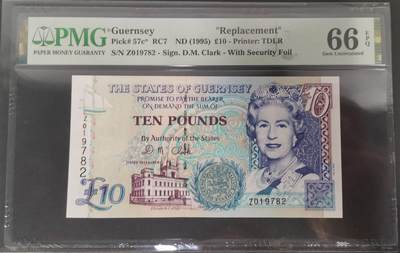 PMG
PAPER MONEY GUARANTY
Guernsey "Replacement"
Pick# 57c* RC7 ND (1995) £10 - Printer: TDLR
S/N Z019782 - Sign. D.M. Clark - With Security Foil
66 EPQ
Gem Uncirculated
THE STATES OF GUERNSEY
PROMISE TO PAY THE BEARER
ON DEMAND THE SUM OF
TEN POUNDS
By Authority of the States
10
Z019782
£10
Z019782